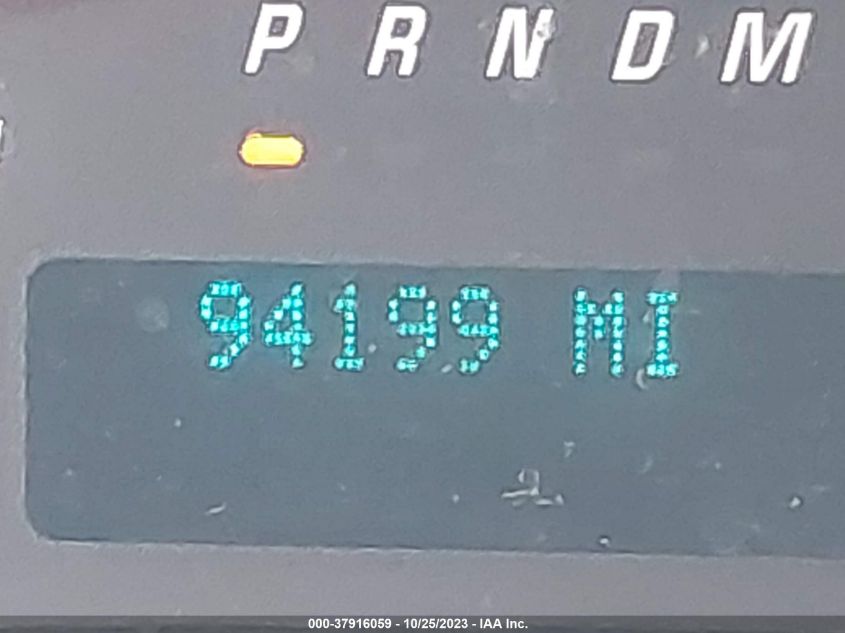 P R N D M
94199 MI
000-37916059 - 10/25/2023 - IAA Inc.